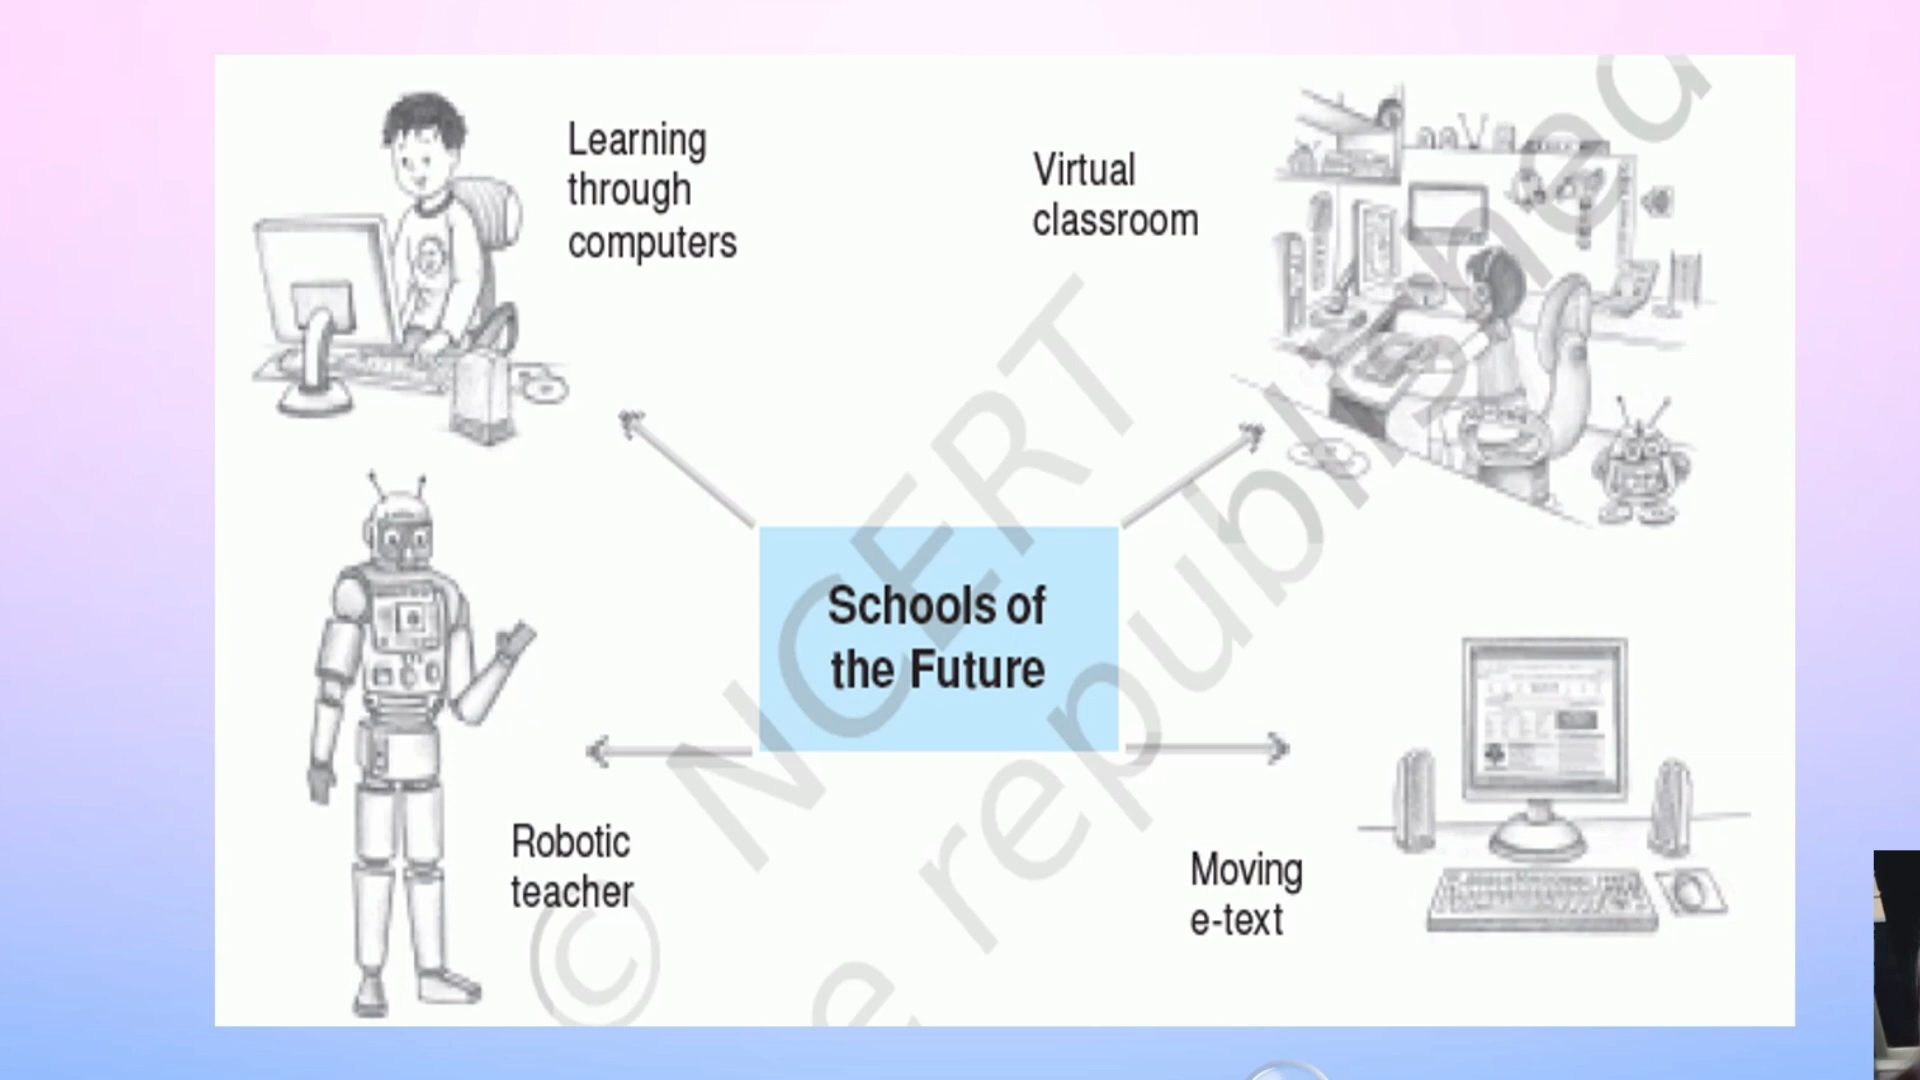 Learning
through
computers
Virtual
classroom
Schools of
the Future
Robotic
teacher
Moving
e-text
© NCERT
e republished